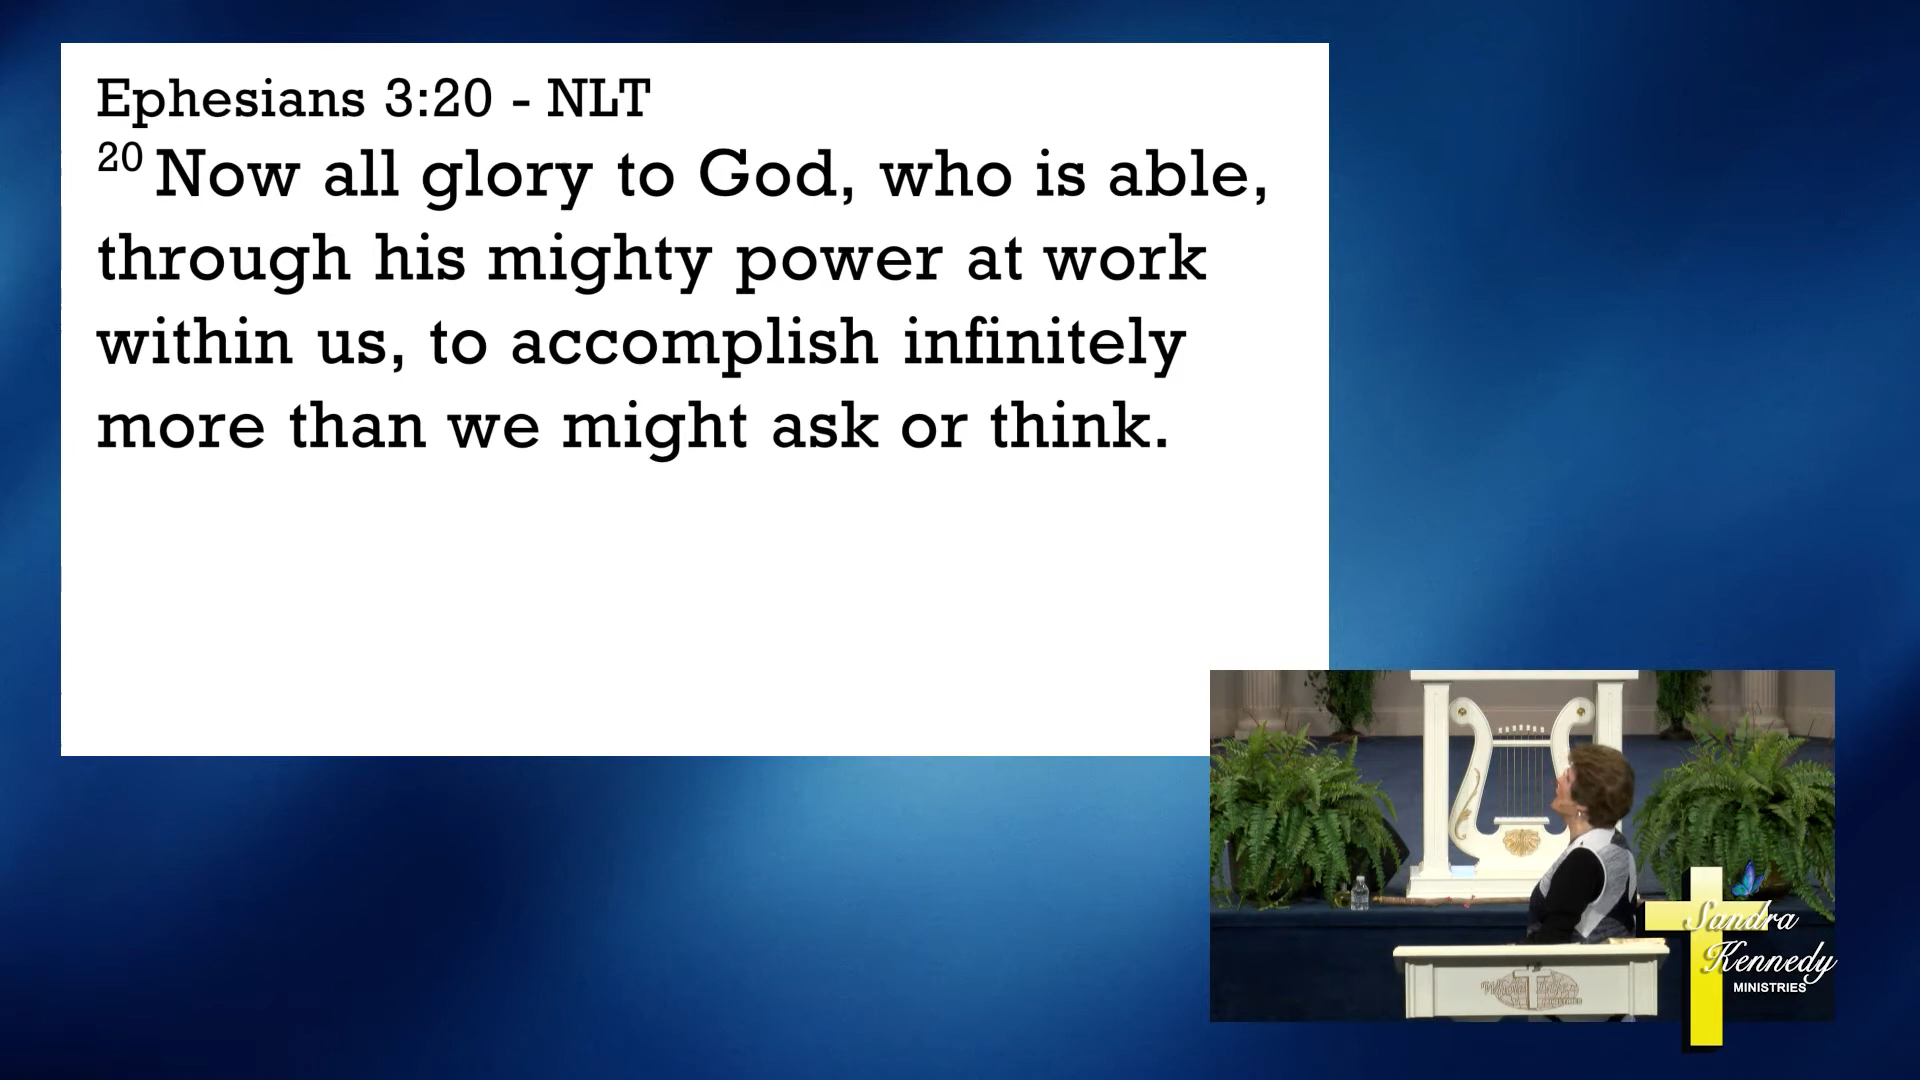 Ephesians 3:20 - NLT
20 Now all glory to God, who is able,
through his mighty power at work
within us, to accomplish infinitely
more than we might ask or think.
Sandra
Kennedy
MINISTRIES